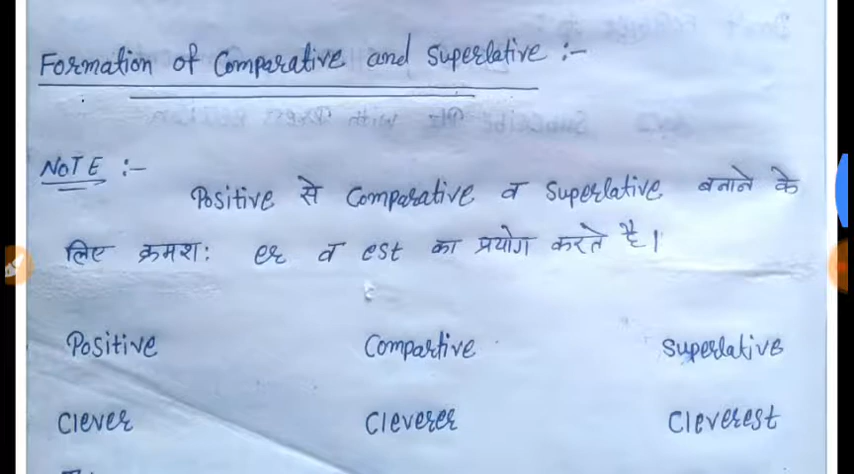 Formation of Comparative and Superlative :-
NOTE :-
Positive से Comparative व Superlative बनाने के
लिए क्रमश: er व est का प्रयोग करते है।
Positive Compartive Superlative
Clever Cleverer Cleverest